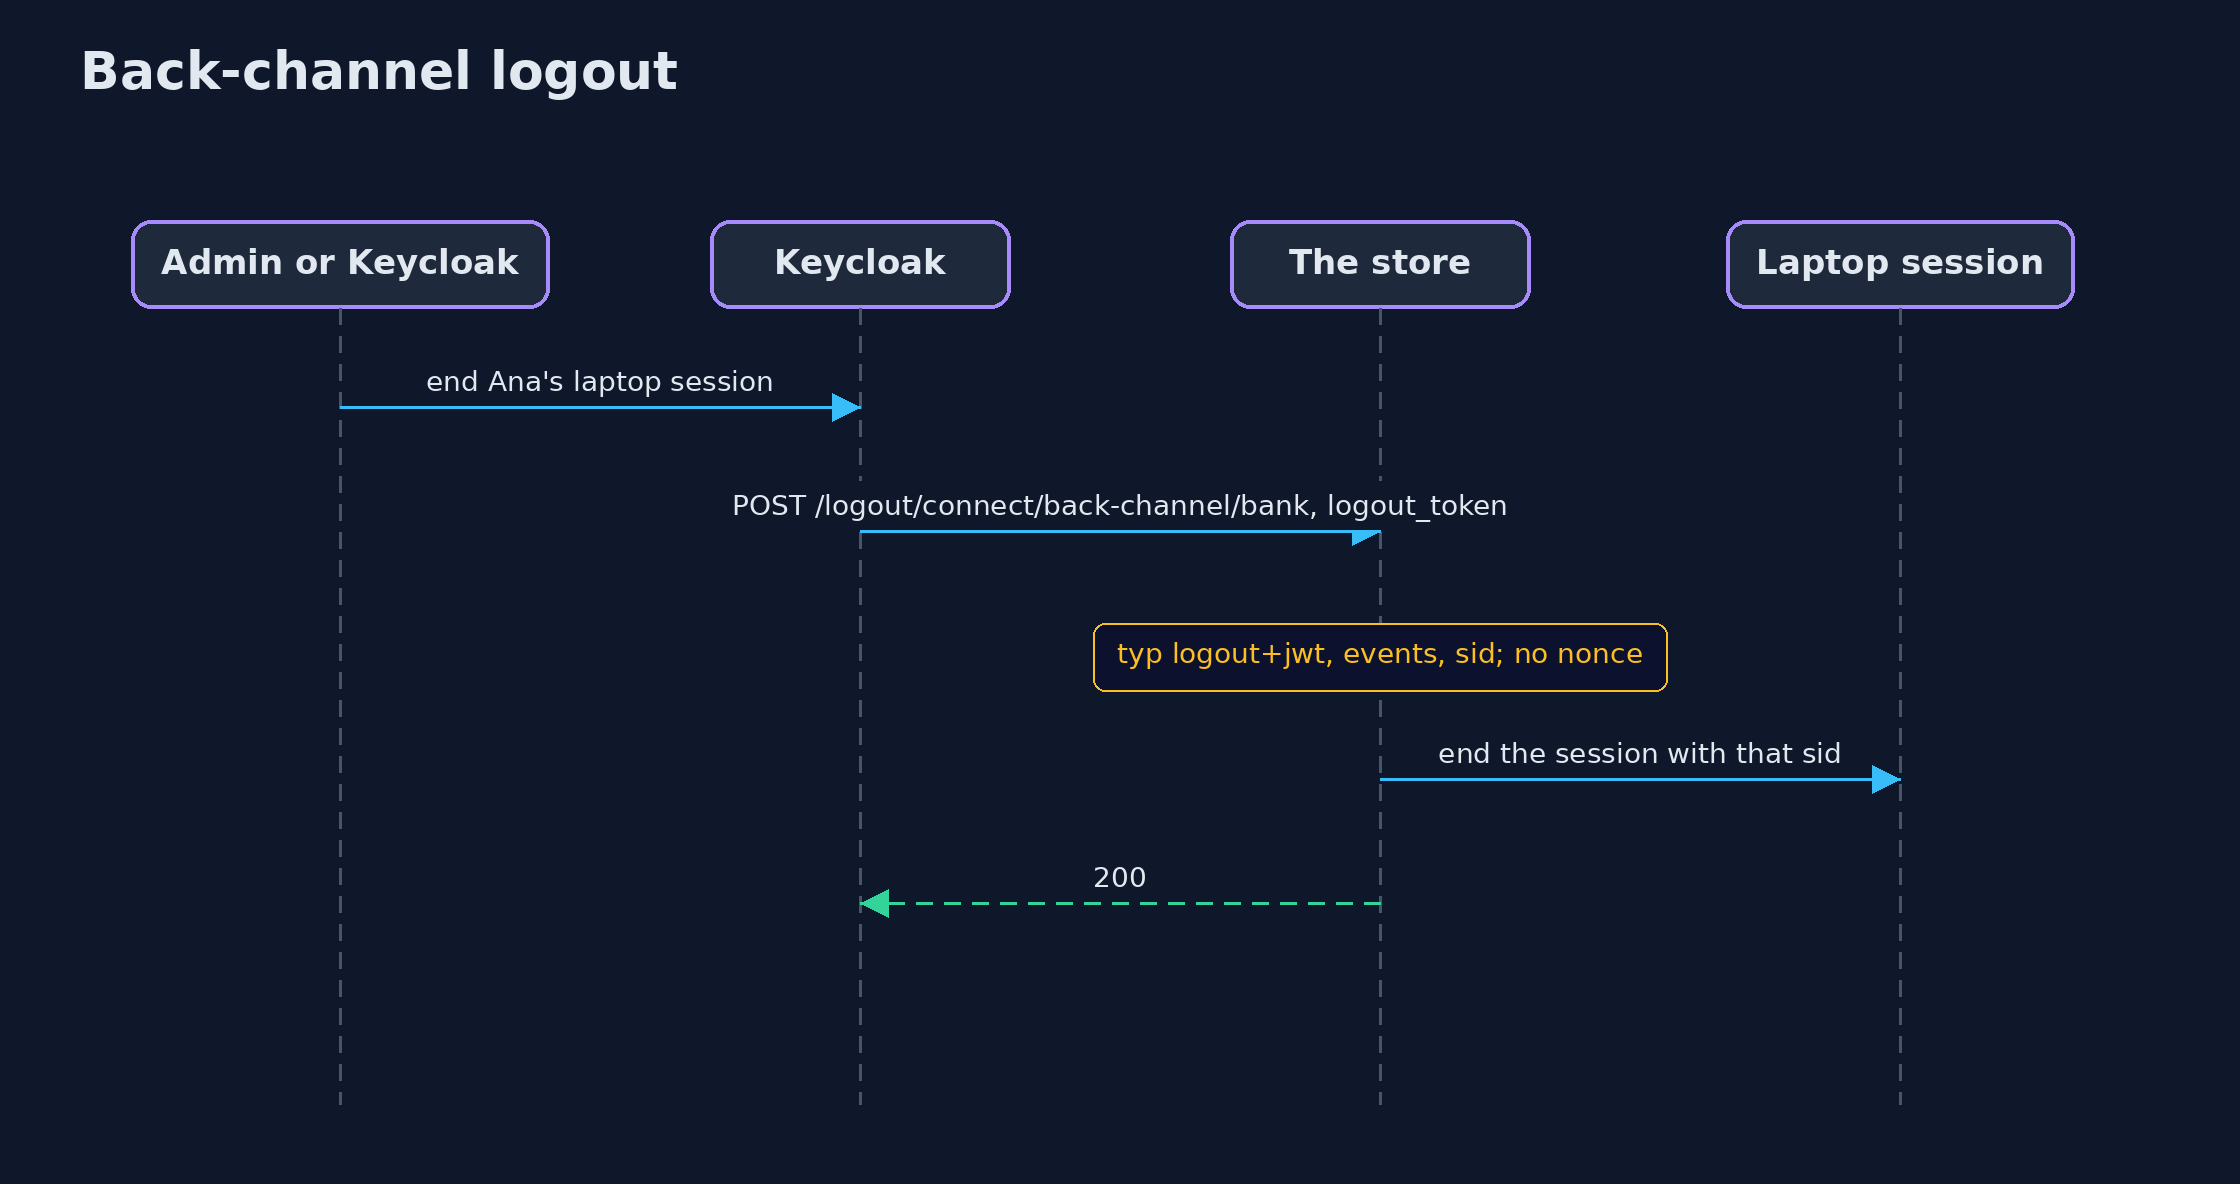 Back-channel logout
Admin or Keycloak
Keycloak
The store
Laptop session
end Ana's laptop session
POST /logout/connect/back-channel/bank, logout_token
typ logout+jwt, events, sid; no nonce
end the session with that sid
200